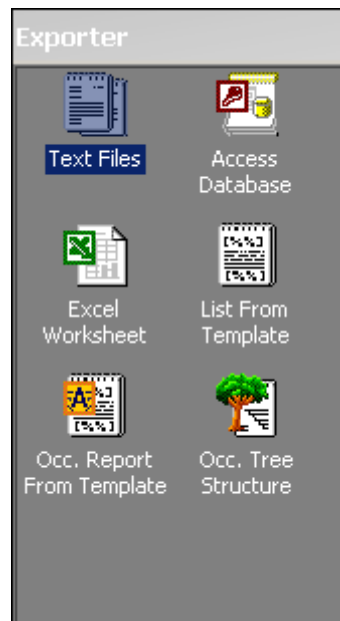 Exporter
Text Files
Access
Database
[%%]
[%%]
Excel
Worksheet
List From
Template
A
[%%]
Occ. Report
From Template
Occ. Tree
Structure